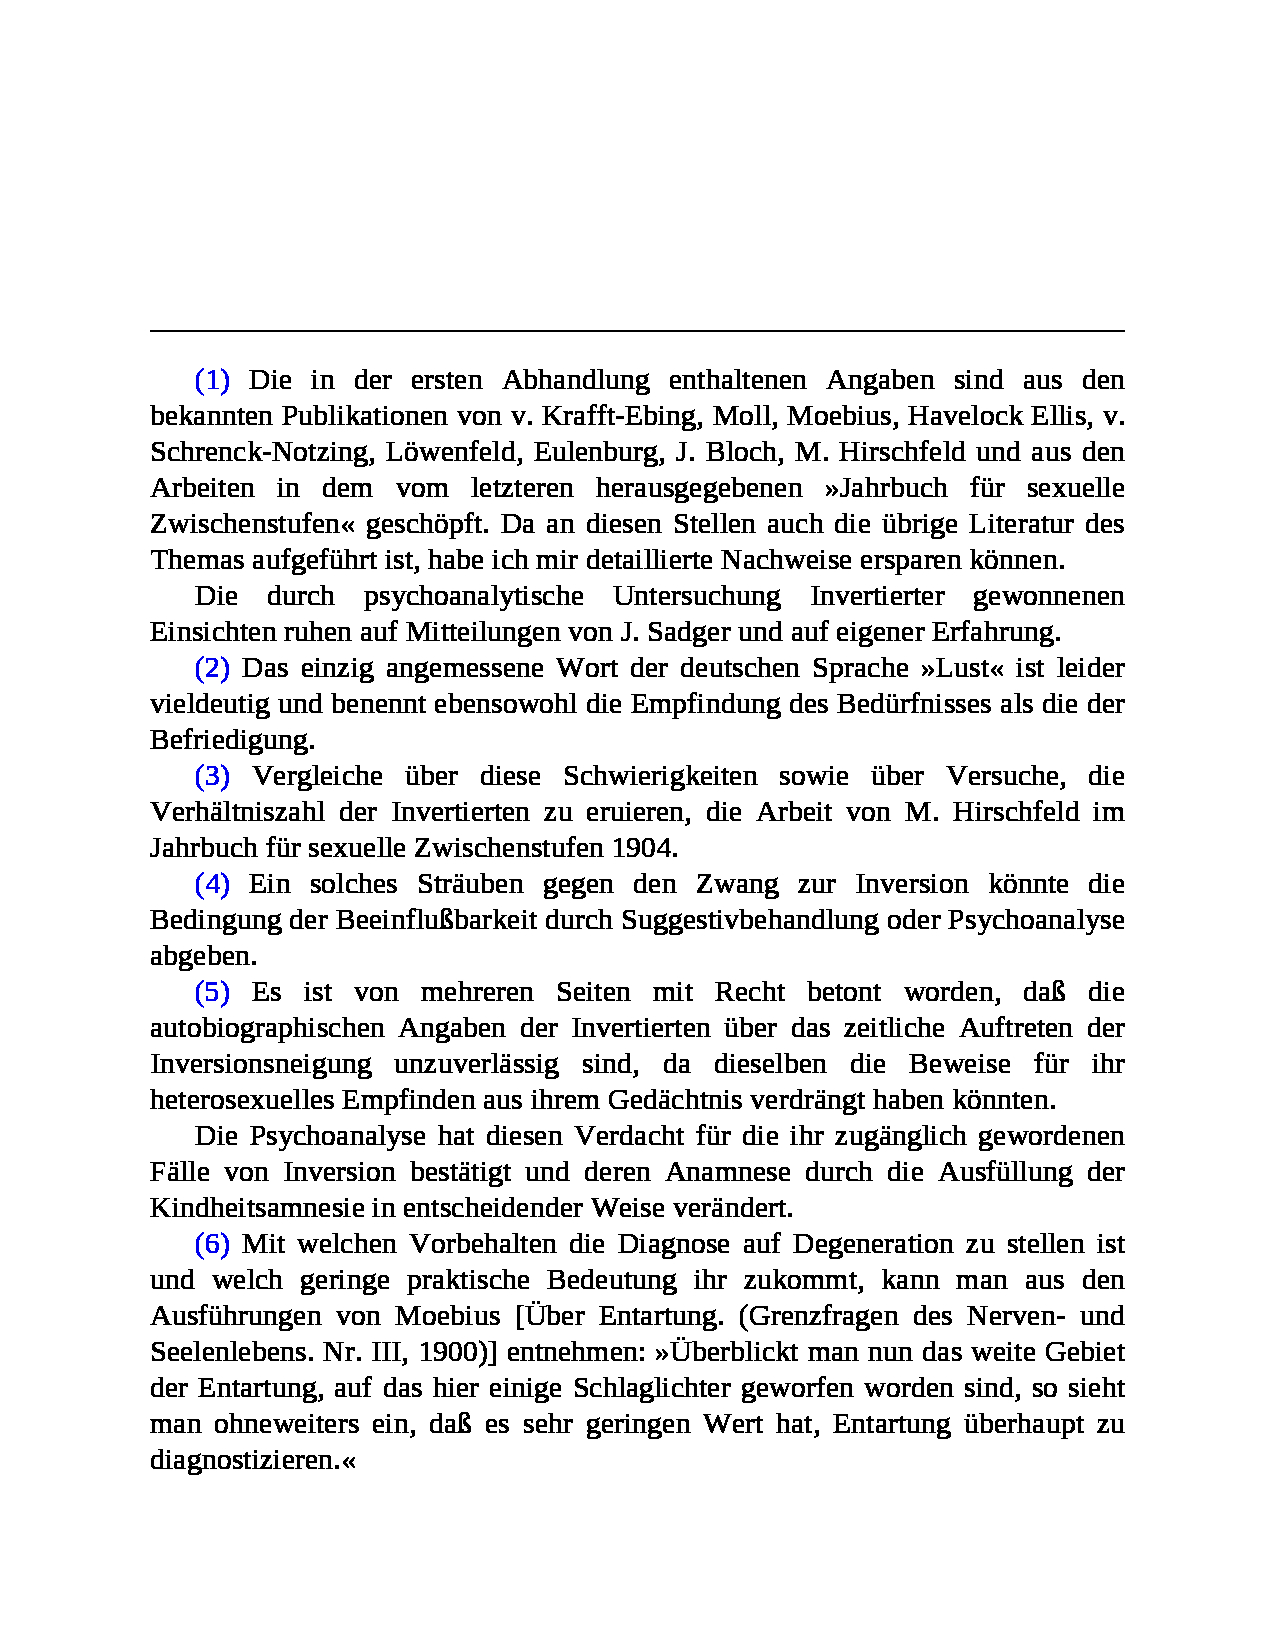 (1) Die in der ersten Abhandlung enthaltenen Angaben sind aus den
bekannten Publikationen von v. Krafft-Ebing, Moll, Moebius, Havelock Ellis, v.
Schrenck-Notzing, Löwenfeld, Eulenburg, J. Bloch, M. Hirschfeld und aus den
Arbeiten in dem vom letzteren herausgegebenen »Jahrbuch für sexuelle
Zwischenstufen« geschöpft. Da an diesen Stellen auch die übrige Literatur des
Themas aufgeführt ist, habe ich mir detaillierte Nachweise ersparen können.
Die durch psychoanalytische Untersuchung Invertierter gewonnenen
Einsichten ruhen auf Mitteilungen von J. Sadger und auf eigener Erfahrung.
(2) Das einzig angemessene Wort der deutschen Sprache »Lust« ist leider
vieldeutig und benennt ebensowohl die Empfindung des Bedürfnisses als die der
Befriedigung.
(3) Vergleiche über diese Schwierigkeiten sowie über Versuche, die
Verhältniszahl der Invertierten zu eruieren, die Arbeit von M. Hirschfeld im
Jahrbuch für sexuelle Zwischenstufen 1904.
(4) Ein solches Sträuben gegen den Zwang zur Inversion könnte die
Bedingung der Beeinflußbarkeit durch Suggestivbehandlung oder Psychoanalyse
abgeben.
(5) Es ist von mehreren Seiten mit Recht betont worden, daß die
autobiographischen Angaben der Invertierten über das zeitliche Auftreten der
Inversionsneigung unzuverlässig sind, da dieselben die Beweise für ihr
heterosexuelles Empfinden aus ihrem Gedächtnis verdrängt haben könnten.
Die Psychoanalyse hat diesen Verdacht für die ihr zugänglich gewordenen
Fälle von Inversion bestätigt und deren Anamnese durch die Ausfüllung der
Kindheitsamnesie in entscheidender Weise verändert.
(6) Mit welchen Vorbehalten die Diagnose auf Degeneration zu stellen ist
und welch geringe praktische Bedeutung ihr zukommt, kann man aus den
Ausführungen von Moebius [Über Entartung. (Grenzfragen des Nerven- und
Seelenlebens. Nr. III, 1900)] entnehmen: »Überblickt man nun das weite Gebiet
der Entartung, auf das hier einige Schlaglichter geworfen worden sind, so sieht
man ohneweiters ein, daß es sehr geringen Wert hat, Entartung überhaupt zu
diagnostizieren.«